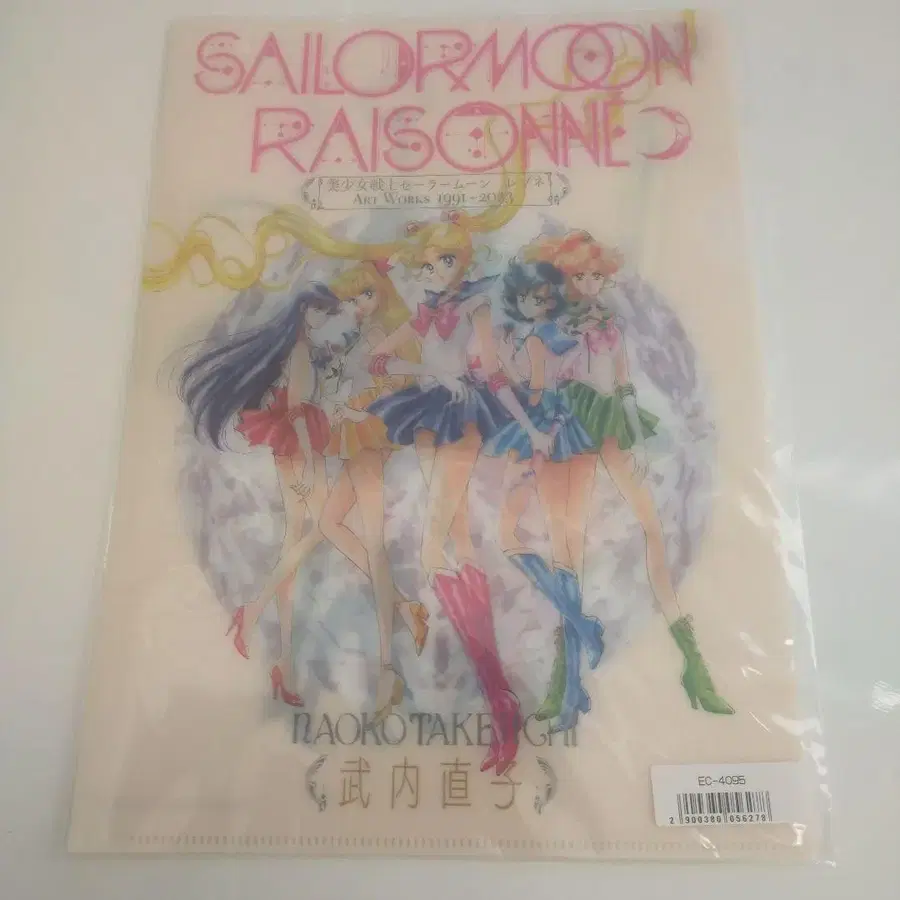 SAILORMOON
RAISONNÉ
美少女戦士セーラームーン レゾネ
ART WORKS 1991-2023
NAOKO TAKEUCHI
武内直子
EC-4095
2 900380 056278